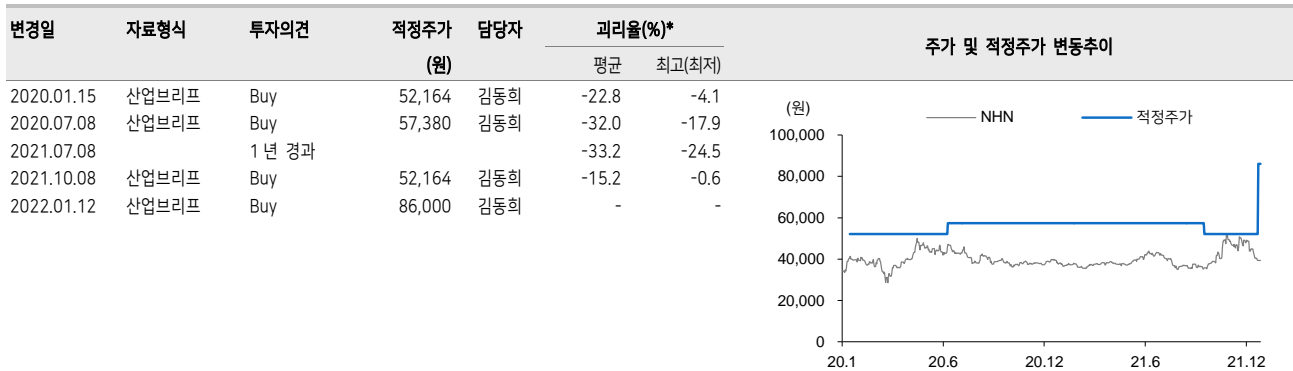 변경일 자료형식 투자의견 적정주가 담당자 괴리율(%)* 주가 및 적정주가 변동추이
(원) 평균 최고(최저)
2020.01.15 산업브리프 Buy 52,164 김동희 -22.8 -4.1
2020.07.08 산업브리프 Buy 57,380 김동희 -32.0 -17.9
2021.07.08 1년 경과 -33.2 -24.5
2021.10.08 산업브리프 Buy 52,164 김동희 -15.2 -0.6
2022.01.12 산업브리프 Buy 86,000 김동희 - -
(원)
NHN 적정주가
100,000
80,000
60,000
40,000
20,000
0
20.1 20.6 20.12 21.6 21.12